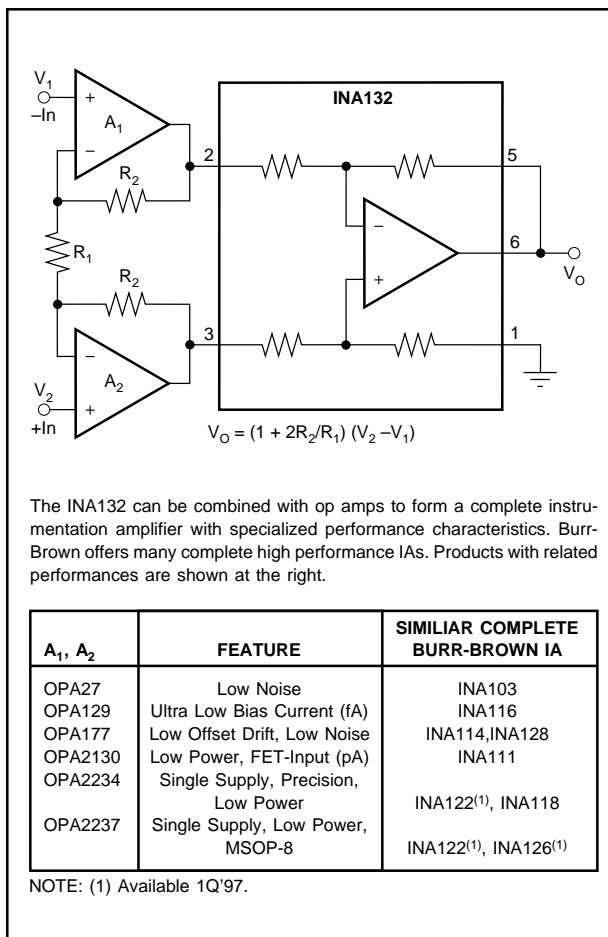 INA132
V1
–In
+
A1
–
R2
2
5
R1
–
+
6
VO
R2
3
1
–
A2
+
V2
+In
VO = (1 + 2R2/R1) (V2 –V1)
The INA132 can be combined with op amps to form a complete instru-
mentation amplifier with specialized performance characteristics. Burr-
Brown offers many complete high performance IAs. Products with related
performances are shown at the right.
A1, A2 FEATURE SIMILIAR COMPLETE
BURR-BROWN IA
OPA27 Low Noise INA103
OPA129 Ultra Low Bias Current (fA) INA116
OPA177 Low Offset Drift, Low Noise INA114,INA128
OPA2130 Low Power, FET-Input (pA) INA111
OPA2234 Single Supply, Precision,
Low Power INA122(1), INA118
OPA2237 Single Supply, Low Power,
MSOP-8 INA122(1), INA126(1)
NOTE: (1) Available 1Q'97.